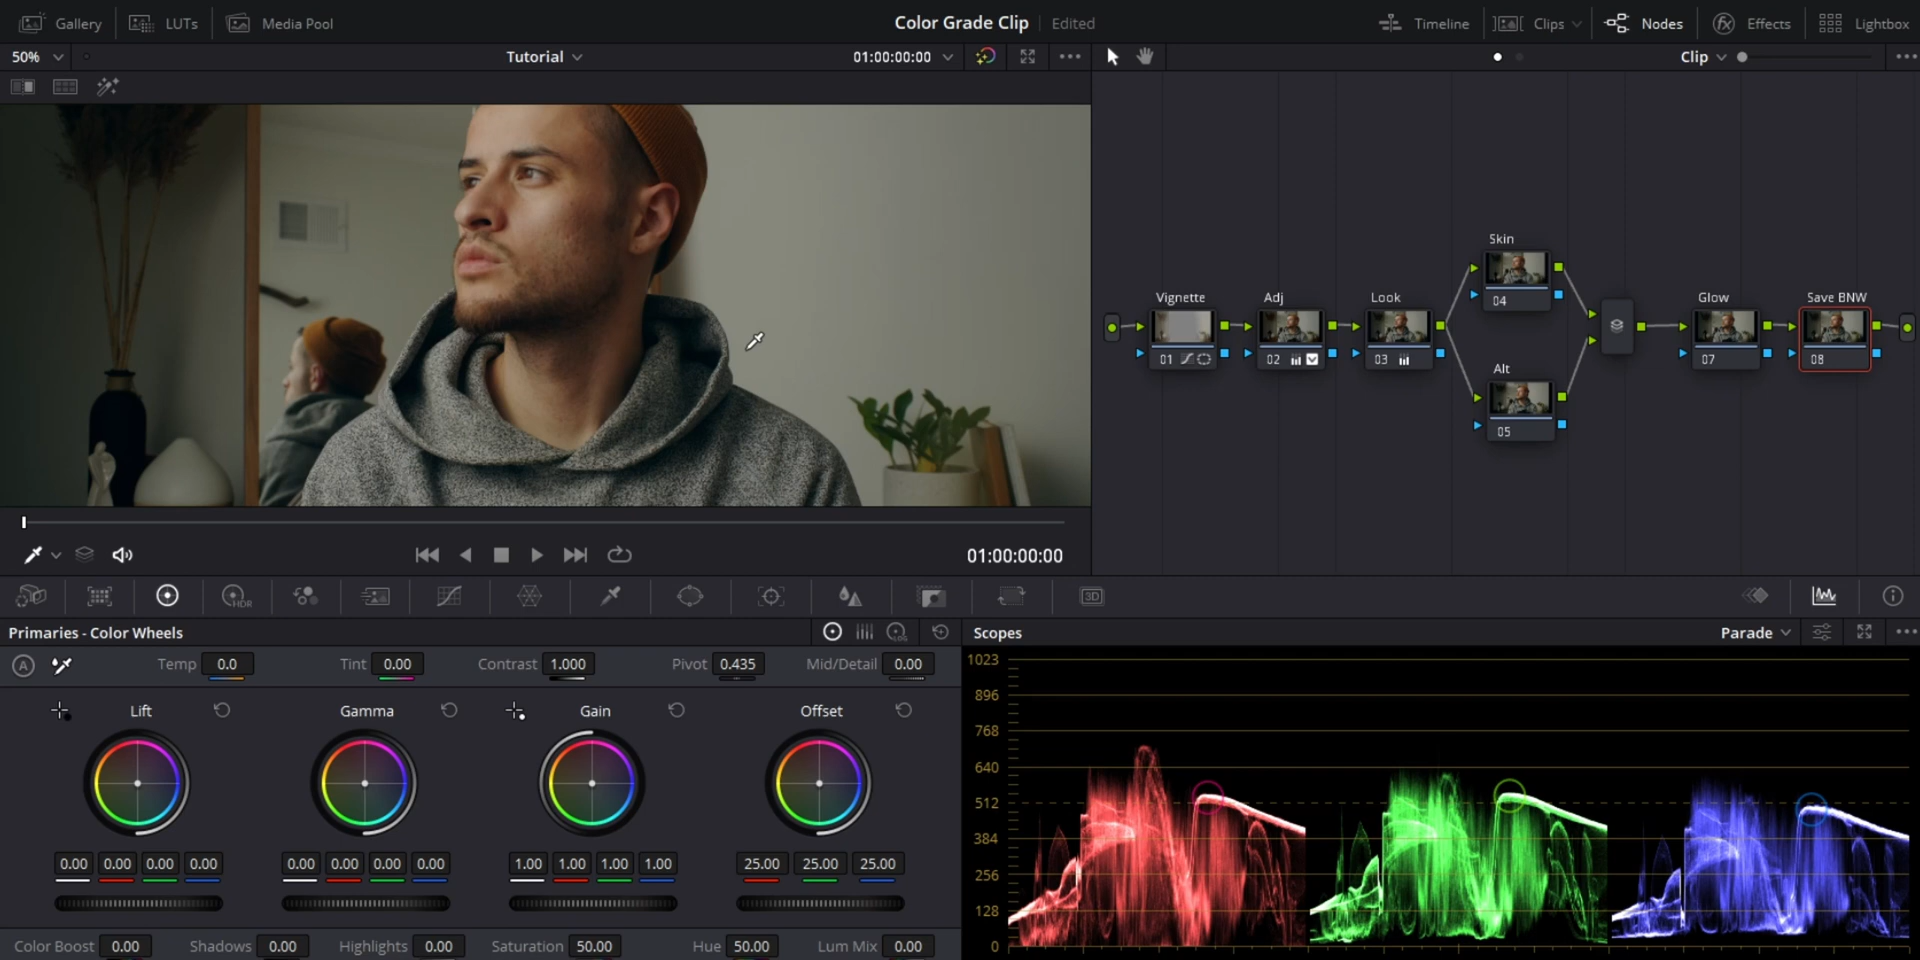 Gallery LUTs Media Pool Color Grade Clip Edited Timeline Clips Nodes Effects Lightbox
50% Tutorial 01:00:00:00 Clip
Skin
04
Vignette Adj Look Glow Save BNW
01 02 03 07 08
Alt
05
01:00:00:00
HDR 3D
Primaries - Color Wheels LOG Scopes Parade
A Temp 0.0 Tint 0.00 Contrast 1.000 Pivot 0.435 Mid/Detail 0.00
Lift Gamma Gain Offset
0.00 0.00 0.00 0.00 0.00 0.00 0.00 0.00 1.00 1.00 1.00 1.00 25.00 25.00 25.00
Color Boost 0.00 Shadows 0.00 Highlights 0.00 Saturation 50.00 Hue 50.00 Lum Mix 0.00
1023
896
768
640
512
384
256
128
0